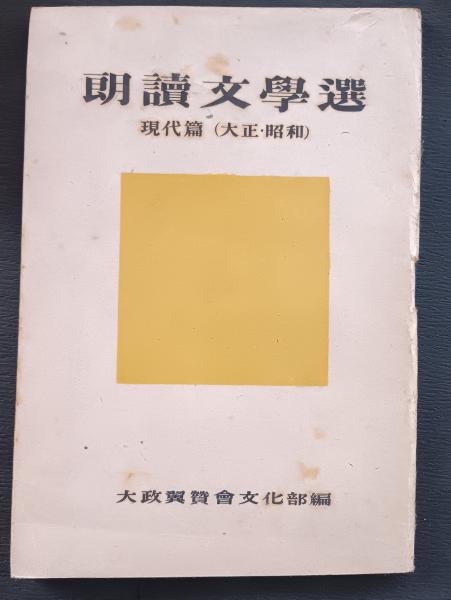 朗讀文學選
現代篇（大正·昭和）
大政翼贊會文化部編